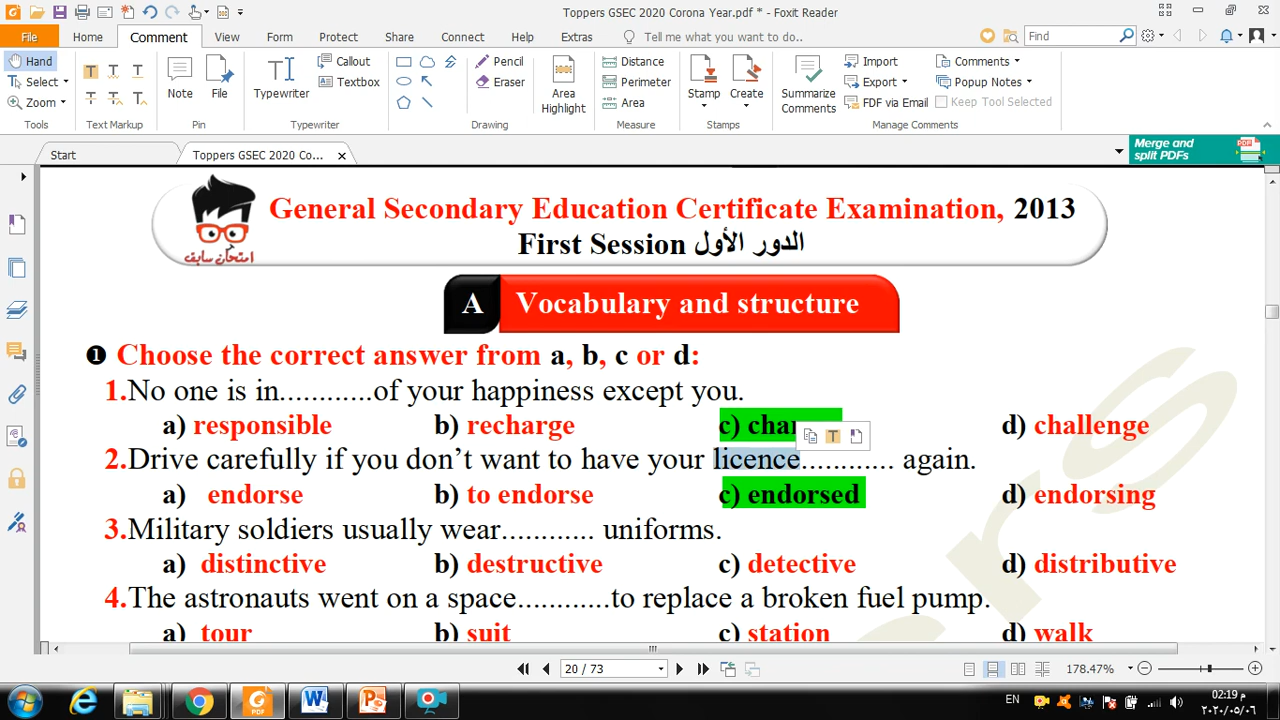 Toppers GSEC 2020 Corona Year.pdf * - Foxit Reader
File Home Comment View Form Protect Share Connect Help Extras Tell me what you want to do.. Find
Hand Select Zoom Note File Typewriter Callout Textbox Pencil Eraser Area Highlight Distance Perimeter Area Stamp Create Summarize Comments Import Export FDF via Email Comments Popup Notes Keep Tool Selected
Tools Text Markup Pin Typewriter Drawing Measure Stamps Manage Comments
Start Toppers GSEC 2020 Co... Merge and split PDFs
General Secondary Education Certificate Examination, 2013
First Session الدور الأول
امتحان سابق
A Vocabulary and structure
❶ Choose the correct answer from a, b, c or d:
1.No one is in............of your happiness except you.
a) responsible b) recharge c) char d) challenge
2.Drive carefully if you don’t want to have your licence............ again.
a) endorse b) to endorse c) endorsed d) endorsing
3.Military soldiers usually wear............ uniforms.
a) distinctive b) destructive c) detective d) distributive
4.The astronauts went on a space............to replace a broken fuel pump.
a) tour b) suit c) station d) walk
20 / 73 178.47%
EN 02:19 م
٢٠٢٠/٠٥/٠٦